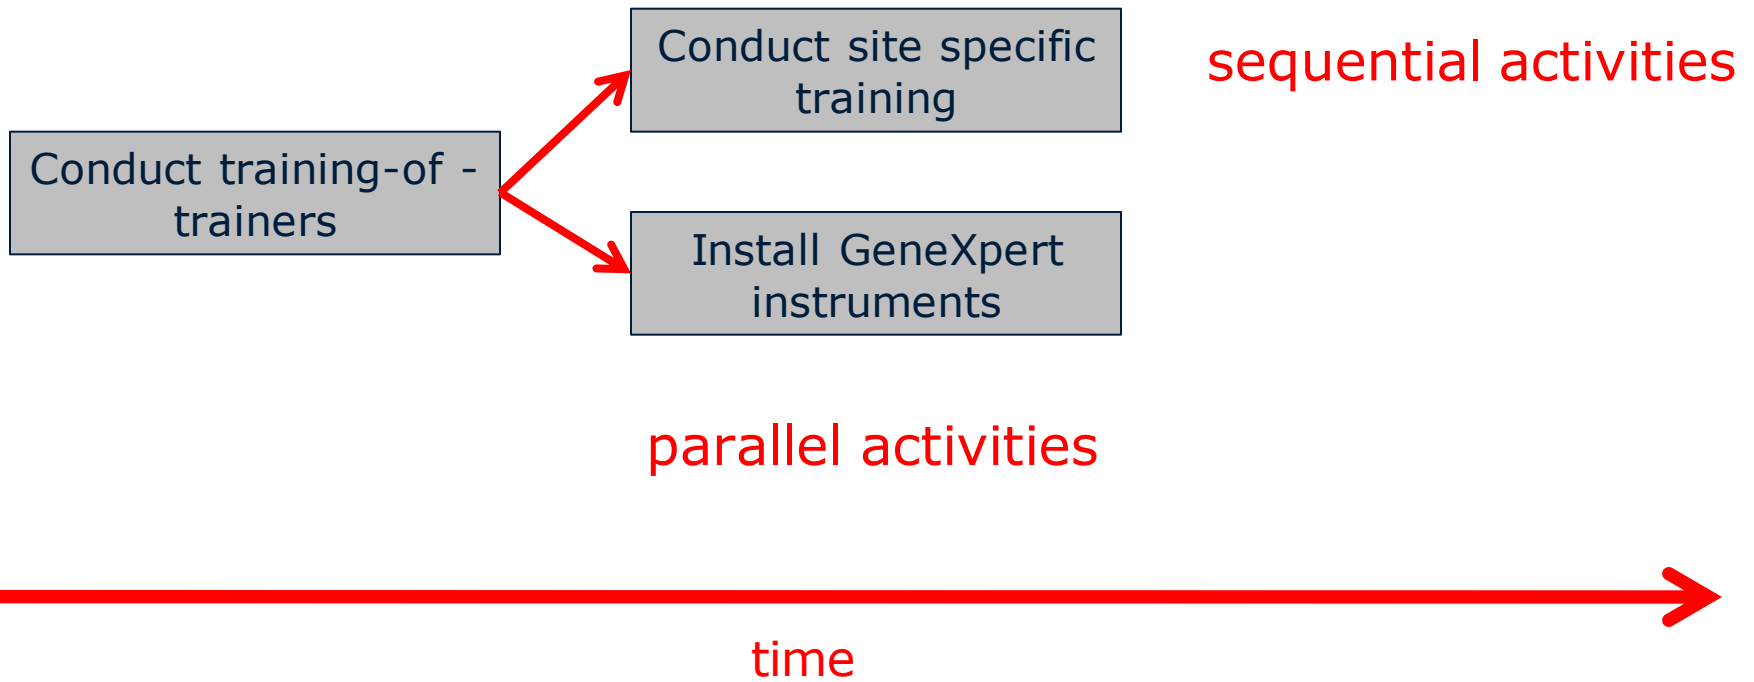 Conduct site specific
training
sequential activities
Conduct training-of -
trainers
Install GeneXpert
instruments
parallel activities
time